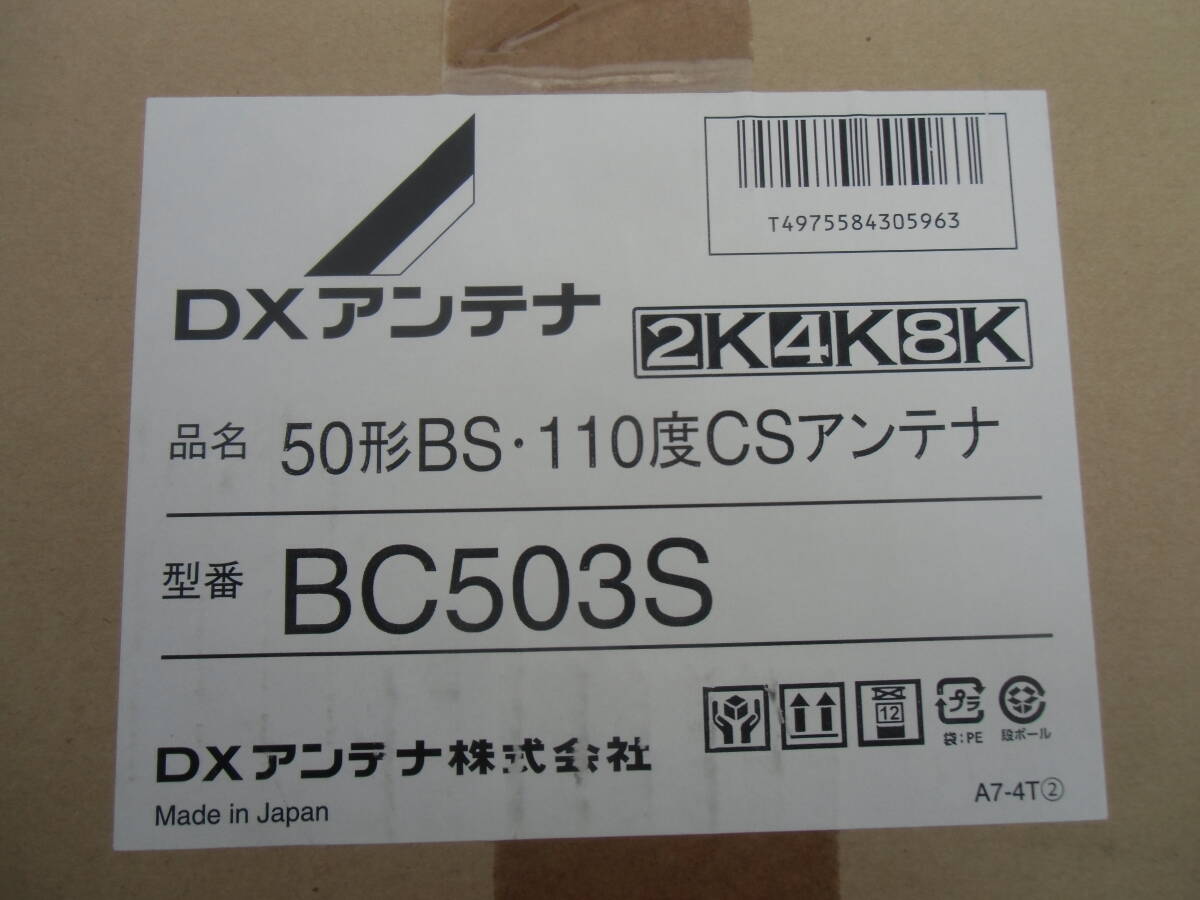 T4975584305963
DXアンテナ
2K4K8K
品名 50形BS・110度CSアンテナ
型番 BC503S
12
プラ
袋:PE
段ボール
DXアンテナ株式会社
Made in Japan
A7-4T②